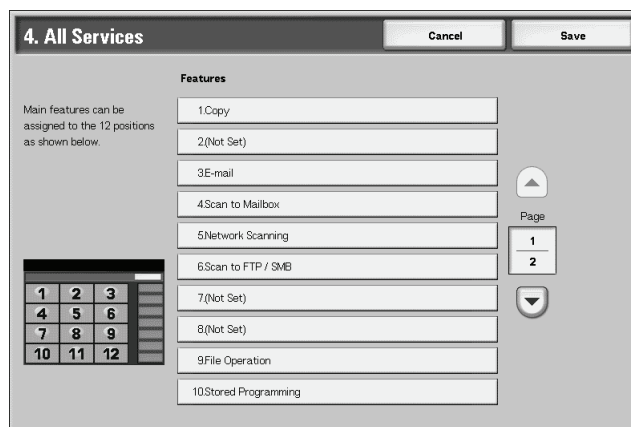 4. All Services
Cancel
Save
Features
Main features can be
assigned to the 12 positions
as shown below.
1.Copy
2.(Not Set)
3.E-mail
4.Scan to Mailbox
5.Network Scanning
6.Scan to FTP / SMB
7.(Not Set)
8.(Not Set)
9.File Operation
10.Stored Programming
Page
1
2
1 2 3
4 5 6
7 8 9
10 11 12